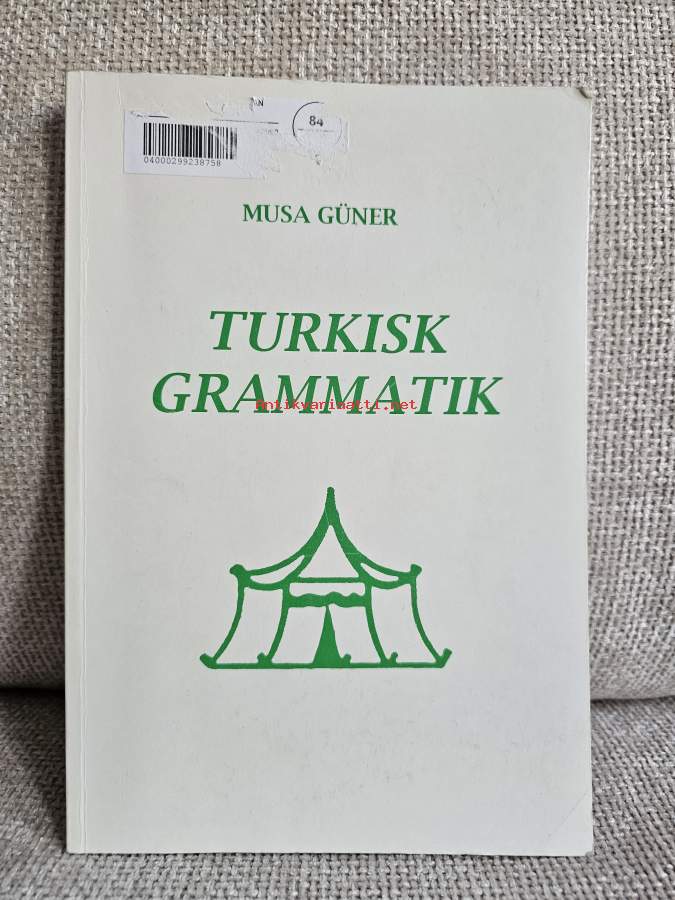 84
04000299238758
MUSA GÜNER
TURKISK
GRAMMATIK
Antikvariaatti.net